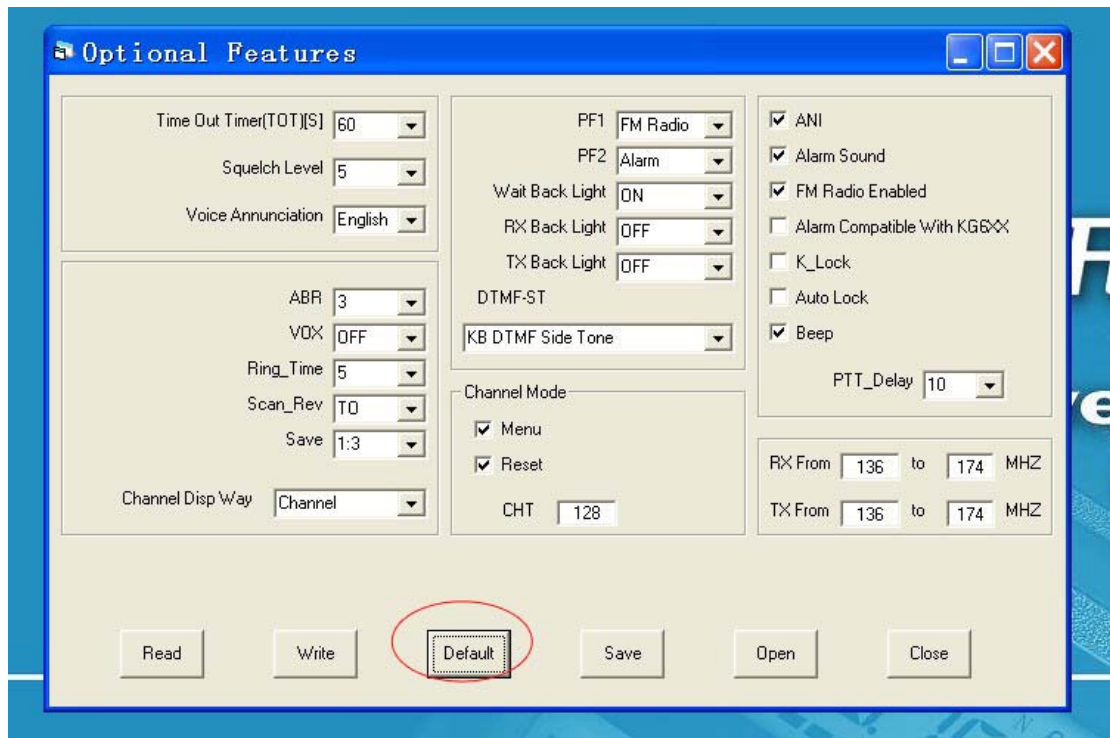 Optional Features
Time Out Timer(TOT)[S] 60
Squelch Level 5
Voice Annunciation English
ABR 3
VOX OFF
Ring_Time 5
Scan_Rev TO
Save 1:3
Channel Disp Way Channel
PF1 FM Radio
PF2 Alarm
Wait Back Light ON
RX Back Light OFF
TX Back Light OFF
DTMF-ST
KB DTMF Side Tone
Channel Mode
Menu
Reset
CHT 128
ANI
Alarm Sound
FM Radio Enabled
Alarm Compatible With KG6XX
K_Lock
Auto Lock
Beep
PTT_Delay 10
RX From 136 to 174 MHZ
TX From 136 to 174 MHZ
Read Write Default Save Open Close